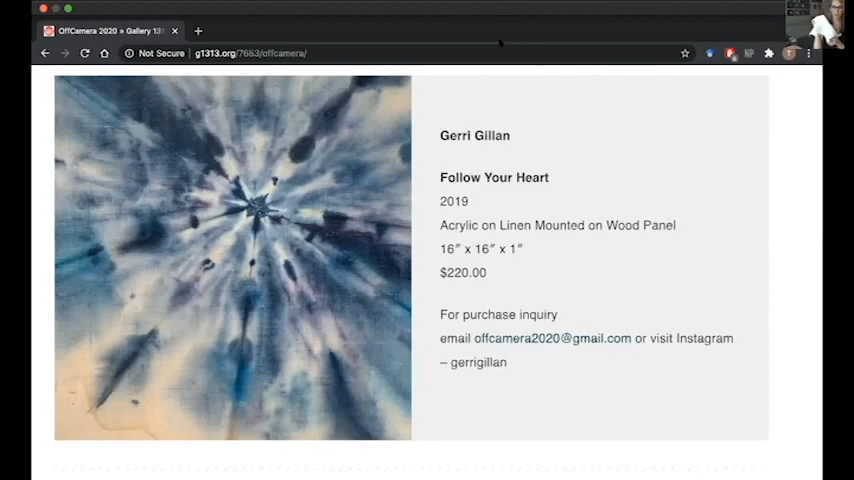 OffCamera 2020 » Gallery 131
Not Secure
g1313.org/7653/offcamera/
NP
T
Gerri Gillan
Follow Your Heart
2019
Acrylic on Linen Mounted on Wood Panel
16″ x 16″ x 1″
$220.00
For purchase inquiry
email offcamera2020@gmail.com or visit Instagram
– gerrigillan